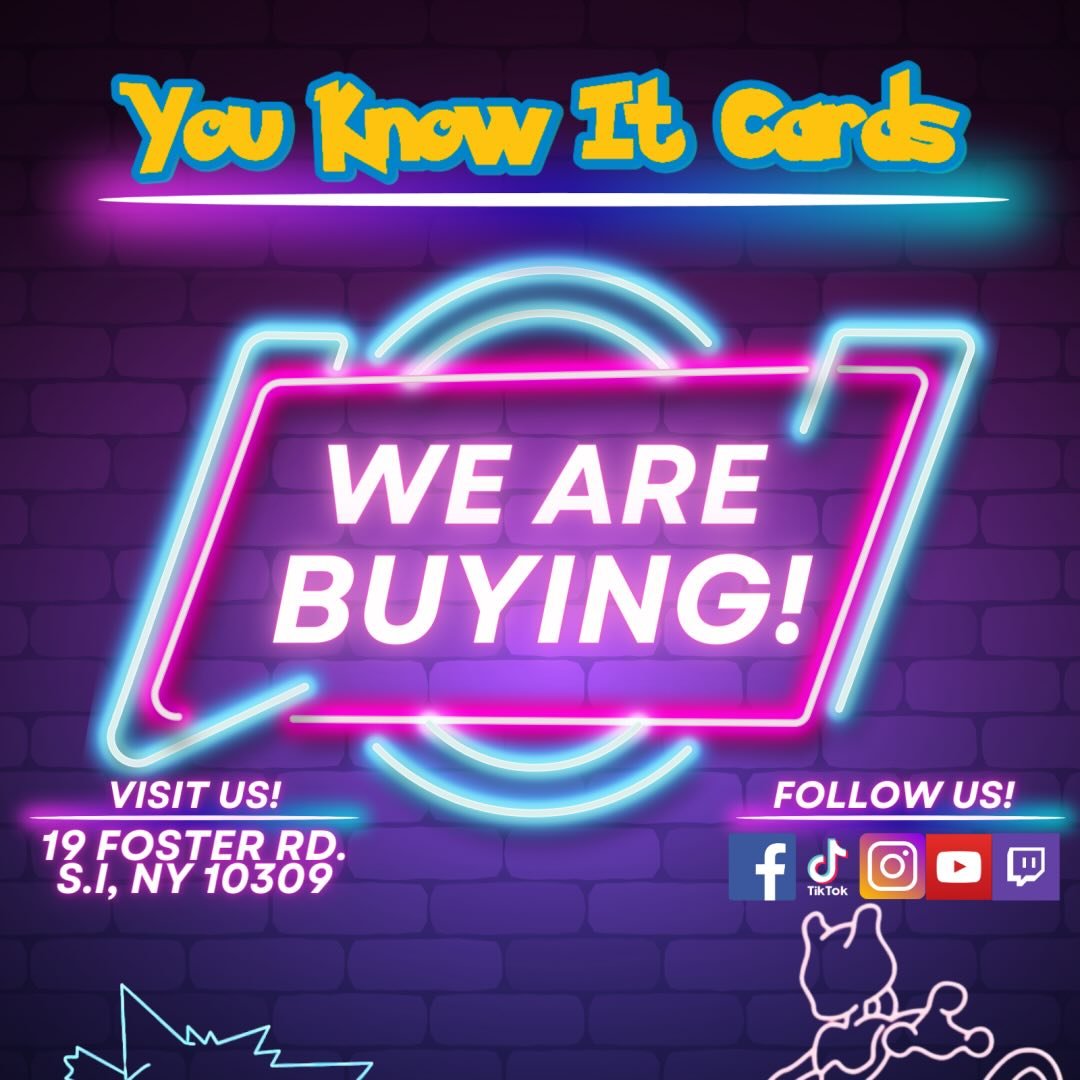 You Know It Cards
WE ARE
BUYING!
VISIT US!
19 FOSTER RD.
S.I, NY 10309
FOLLOW US!
TikTok